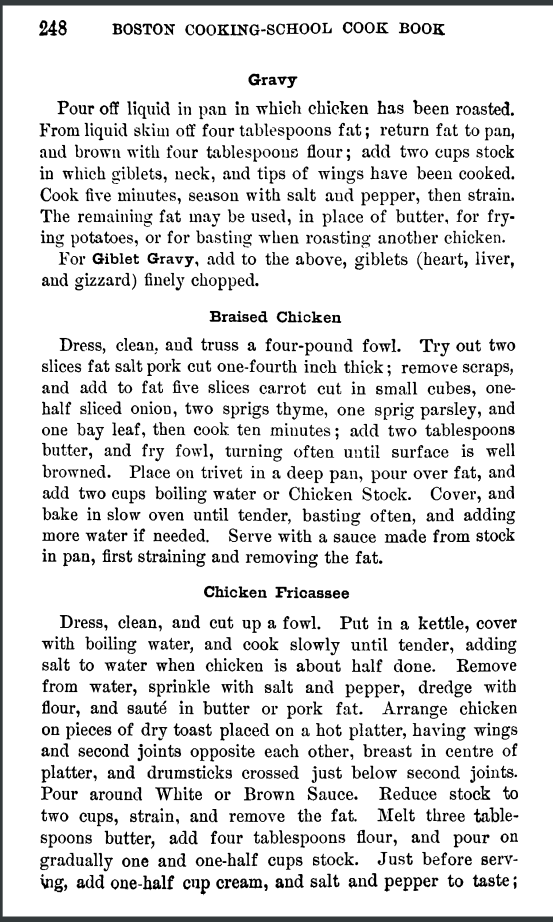 248 BOSTON COOKING-SCHOOL COOK BOOK
Gravy
Pour off liquid in pan in which chicken has been roasted.
From liquid skim off four tablespoons fat; return fat to pan,
and brown with four tablespoons flour; add two cups stock
in which giblets, neck, and tips of wings have been cooked.
Cook five minutes, season with salt and pepper, then strain.
The remaining fat may be used, in place of butter, for fry-
ing potatoes, or for basting when roasting another chicken.
For Giblet Gravy, add to the above, giblets (heart, liver,
and gizzard) finely chopped.
Braised Chicken
Dress, clean, and truss a four-pound fowl. Try out two
slices fat salt pork cut one-fourth inch thick; remove scraps,
and add to fat five slices carrot cut in small cubes, one-
half sliced onion, two sprigs thyme, one sprig parsley, and
one bay leaf, then cook ten minutes; add two tablespoons
butter, and fry fowl, turning often until surface is well
browned. Place on trivet in a deep pan, pour over fat, and
add two cups boiling water or Chicken Stock. Cover, and
bake in slow oven until tender, basting often, and adding
more water if needed. Serve with a sauce made from stock
in pan, first straining and removing the fat.
Chicken Fricassee
Dress, clean, and cut up a fowl. Put in a kettle, cover
with boiling water, and cook slowly until tender, adding
salt to water when chicken is about half done. Remove
from water, sprinkle with salt and pepper, dredge with
flour, and sauté in butter or pork fat. Arrange chicken
on pieces of dry toast placed on a hot platter, having wings
and second joints opposite each other, breast in centre of
platter, and drumsticks crossed just below second joints.
Pour around White or Brown Sauce. Reduce stock to
two cups, strain, and remove the fat. Melt three table-
spoons butter, add four tablespoons flour, and pour on
gradually one and one-half cups stock. Just before serv-
ing, add one-half cup cream, and salt and pepper to taste;